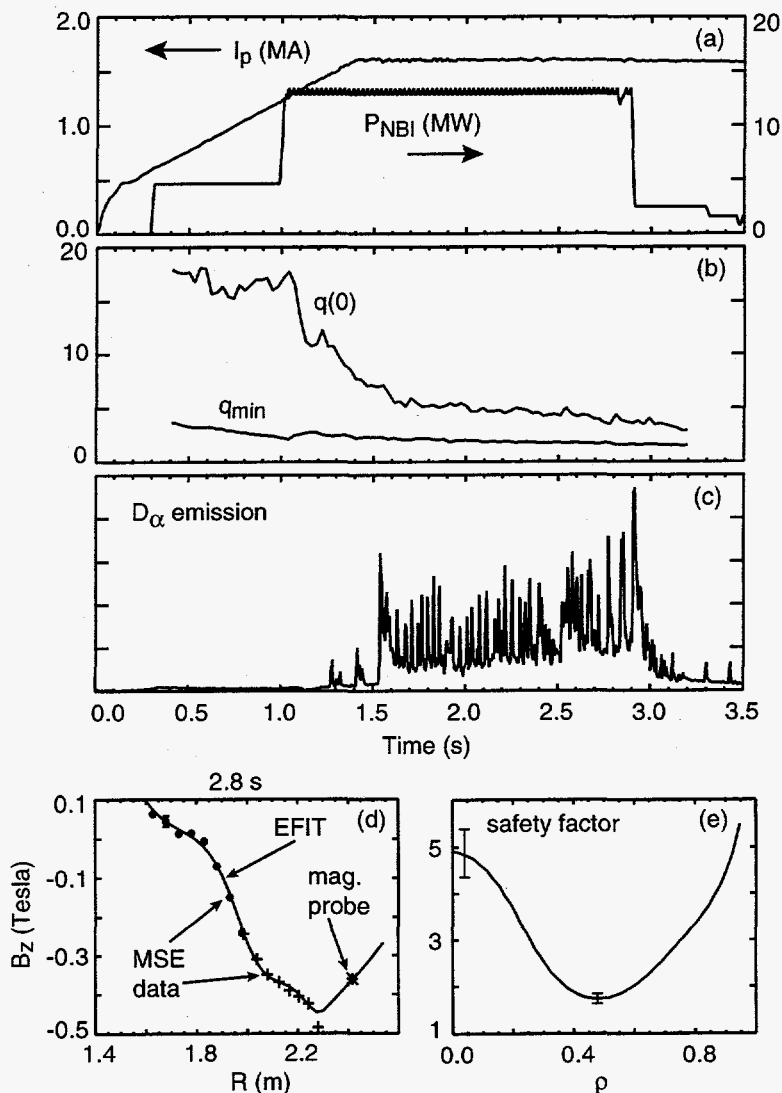 2.0 20
(a)
I_p (MA)
1.0 P_NBI (MW) 10
0.0 0
20
(b)
q(0)
10
q_min
0
(c)
D_α emission
0.0 0.5 1.0 1.5 2.0 2.5 3.0 3.5
Time (s)
2.8 s
0.1 (d) safety factor (e)
EFIT 5
-0.1 mag.
probe
B_Z (Tesla)
-0.3 MSE 3
data
-0.5 1
1.4 1.8 2.2 0.0 0.4 0.8
R (m) ρ